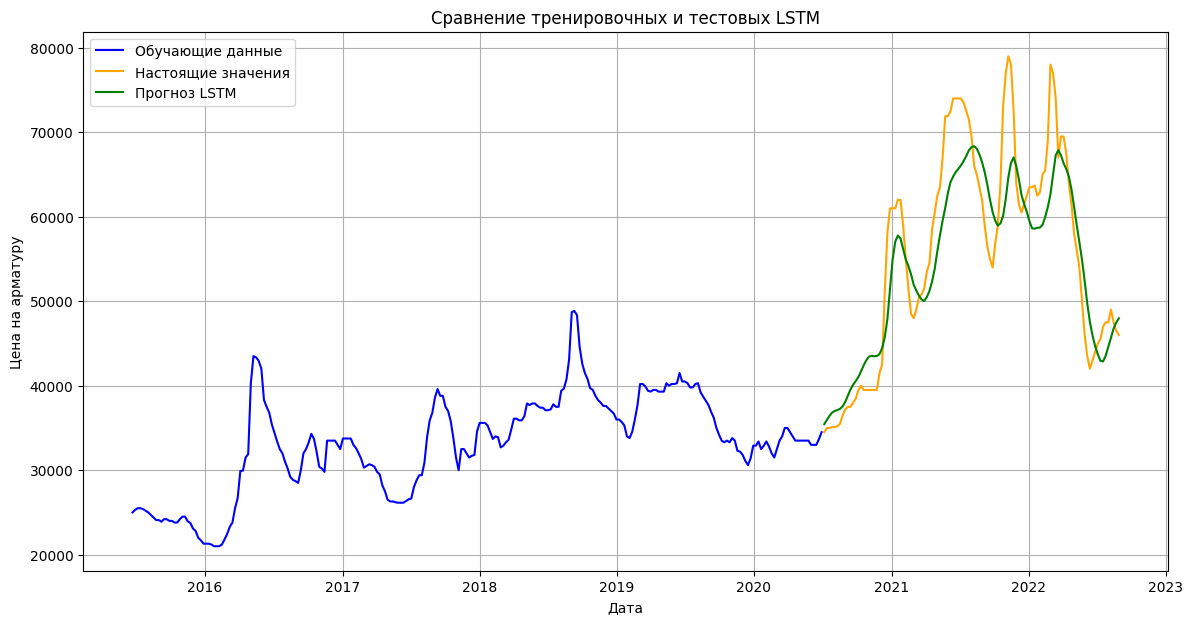 Сравнение тренировочных и тестовых LSTM
Обучающие данные
Настоящие значения
Прогноз LSTM
Цена на арматуру
80000
70000
60000
50000
40000
30000
20000
2016 2017 2018 2019 2020 2021 2022 2023
Дата